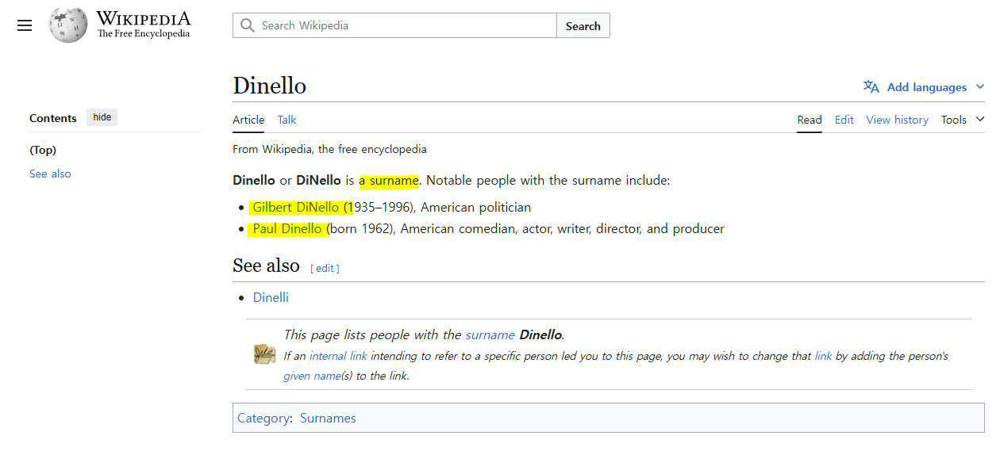 WIKIPEDIA
The Free Encyclopedia
Search Wikipedia
Search
Dinello
Add languages
Contents
hide
Article
Talk
Read
Edit
View history
Tools
(Top)
From Wikipedia, the free encyclopedia
See also
Dinello or DiNello is a surname. Notable people with the surname include:
Gilbert DiNello (1935–1996), American politician
Paul Dinello (born 1962), American comedian, actor, writer, director, and producer
See also [ edit ]
Dinelli
This page lists people with the surname Dinello.
If an internal link intending to refer to a specific person led you to this page, you may wish to change that link by adding the person's
given name(s) to the link.
Category: Surnames